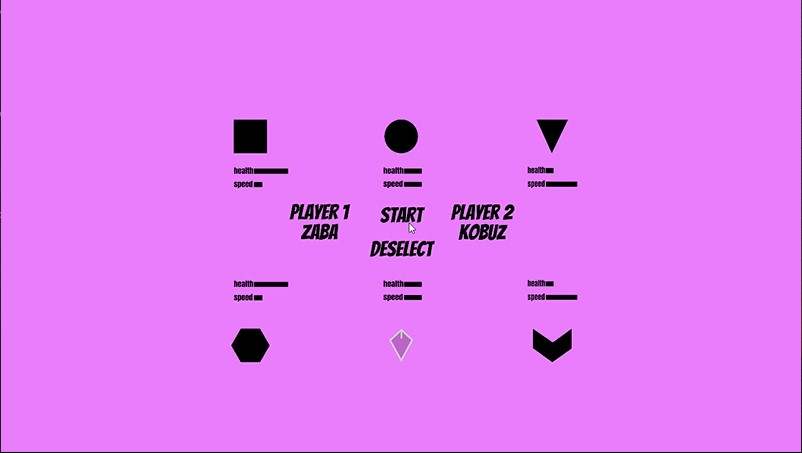 health
speed
health
speed
health
speed
PLAYER 1
ZABA
START
DESELECT
PLAYER 2
KOBUZ
health
speed
health
speed
health
speed